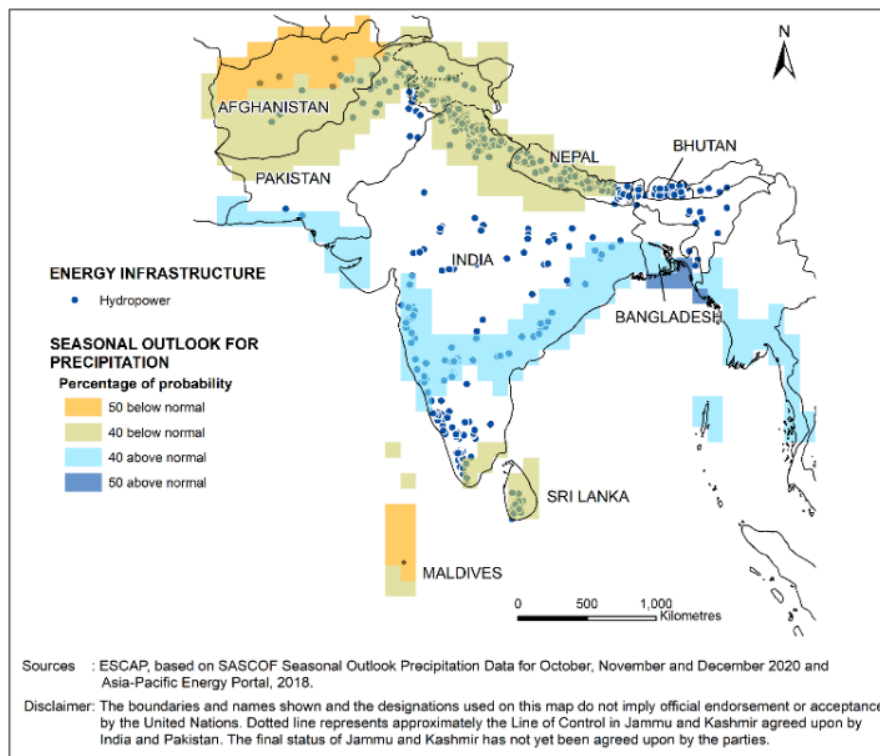 N
AFGHANISTAN
PAKISTAN
NEPAL
BHUTAN
INDIA
BANGLADESH
SRI LANKA
MALDIVES
ENERGY INFRASTRUCTURE
Hydropower
SEASONAL OUTLOOK FOR
PRECIPITATION
Percentage of probability
50 below normal
40 below normal
40 above normal
50 above normal
0 500 1,000
Kilometres
Sources : ESCAP, based on SASCOF Seasonal Outlook Precipitation Data for October, November and December 2020 and
Asia-Pacific Energy Portal, 2018.
Disclaimer: The boundaries and names shown and the designations used on this map do not imply official endorsement or acceptance
by the United Nations. Dotted line represents approximately the Line of Control in Jammu and Kashmir agreed upon by
India and Pakistan. The final status of Jammu and Kashmir has not yet been agreed upon by the parties.